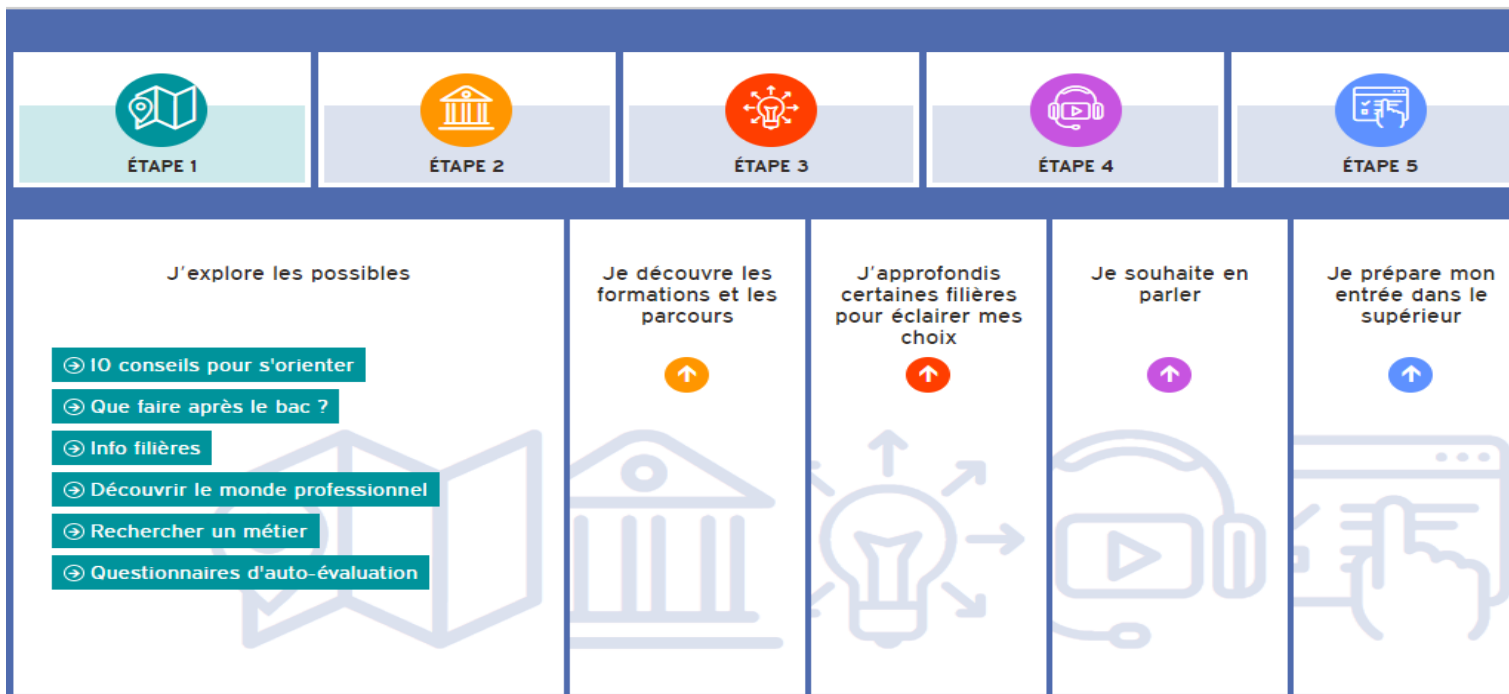 ÉTAPE 1
ÉTAPE 2
ÉTAPE 3
ÉTAPE 4
ÉTAPE 5
J'explore les possibles
10 conseils pour s'orienter
Que faire après le bac ?
Info filières
Découvrir le monde professionnel
Rechercher un métier
Questionnaires d'auto-évaluation
Je découvre les
formations et les
parcours
J'approfondis
certaines filières
pour éclairer mes
choix
Je souhaite en
parler
Je prépare mon
entrée dans le
supérieur